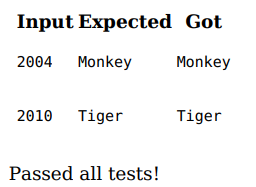 Input Expected Got
2004 Monkey Monkey
2010 Tiger Tiger
Passed all tests!